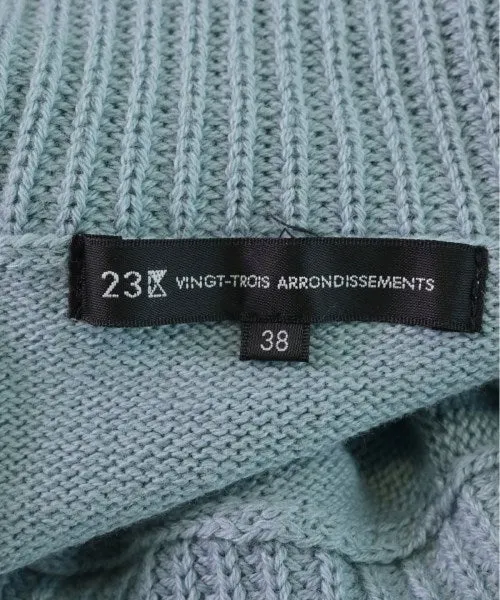 23区 VINGT-TROIS ARRONDISSEMENTS
38